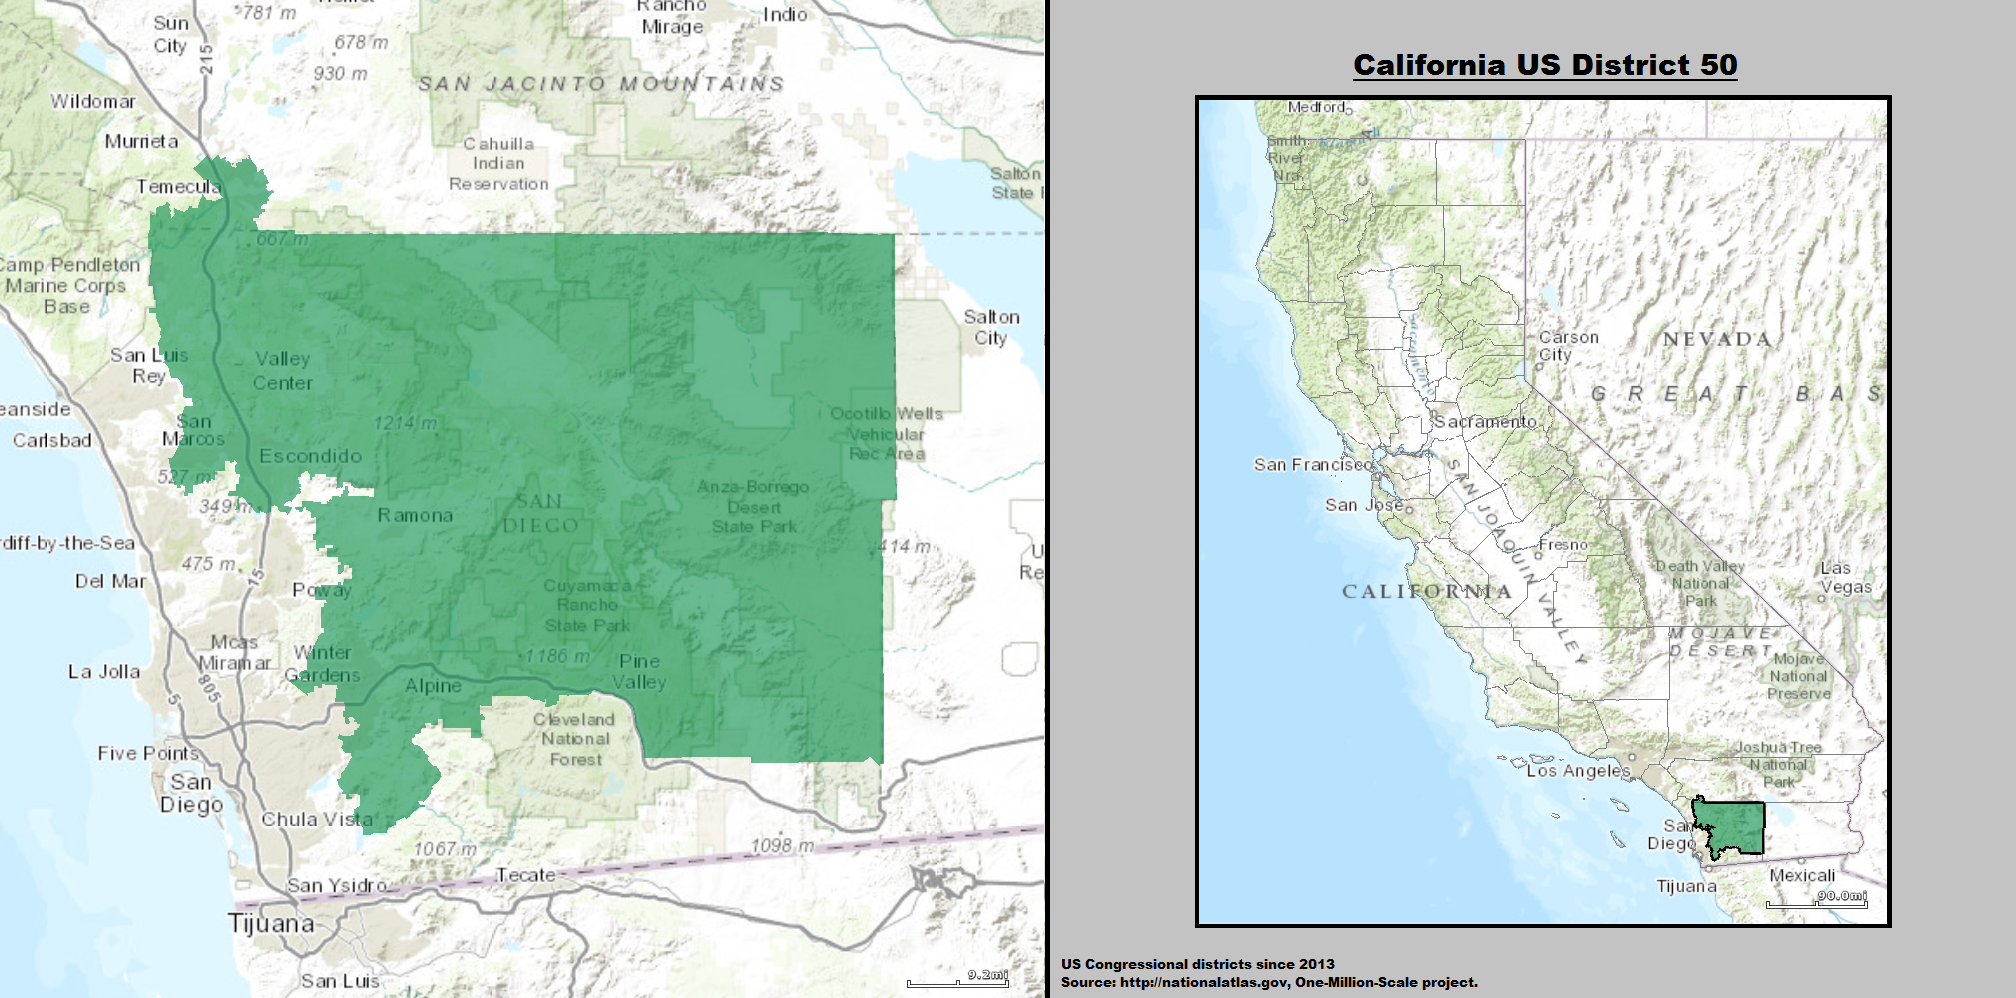 781 m
Sun
City
678 m
930 m
215
Rancho
Mirage
Indio
SAN JACINTO MOUNTAINS
Wildomar
Murrieta
Temecula
Cahuilla
Indian
Reservation
Salton
State
667 m
Camp Pendleton
Marine Corps
Base
Salton
City
San Luis
Rey
Valley
Center
eanside
Carlsbad
San
Marcos
1214 m
Ocotillo Wells
Vehicular
Rec Area
Escondido
527 m
349 m
Ramona
SAN
DIEGO
Anza-Borrego
Desert
State Park
rdiff-by-the-Sea
475 m
414 m
U
Re
Del Mar
15
Poway
Cuyamaca
Rancho
State Park
Mcas
Miramar
Winter
Gardens
1186 m
Pine
Valley
La Jolla
5
805
Alpine
Cleveland
National
Forest
Five Points
San
Diego
Chula Vista
1067 m
1098 m
San Ysidro
Tecate
Tijuana
San Luis
9.2mi
California US District 50
Medford
Smith
River
Nra
Carson
City
NEVADA
GREAT BAS
Sacramento
Sacramento
San Francisco
San Jose
SAN JOAQUIN VALLEY
Fresno
CALIFORNIA
Death Valley
National
Park
Las
Vegas
MOJAVE
DESERT
Mojave
National
Preserve
Joshua Tree
National
Park
Los Angeles
San
Diego
Tijuana
Mexicali
90.0mi
US Congressional districts since 2013
Source: http://nationalatlas.gov, One-Million-Scale project.